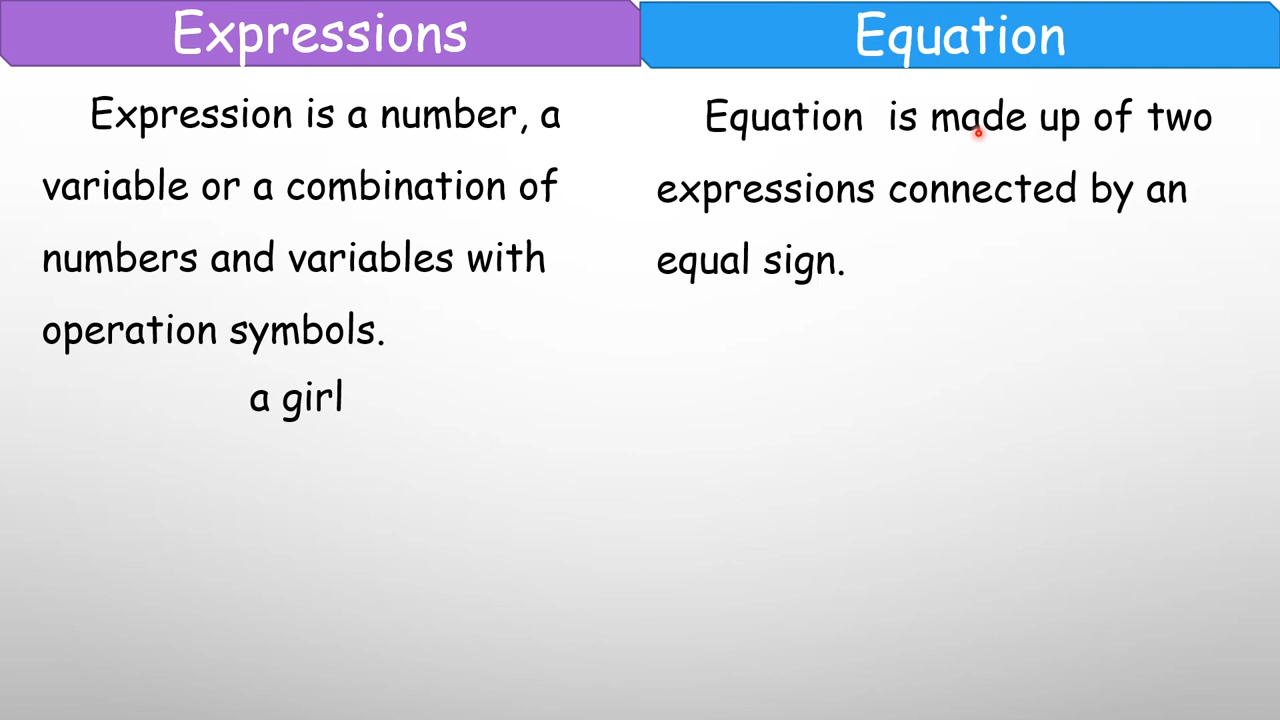 Expressions
Expression is a number, a
variable or a combination of
numbers and variables with
operation symbols.
a girl
Equation
Equation is made up of two
expressions connected by an
equal sign.